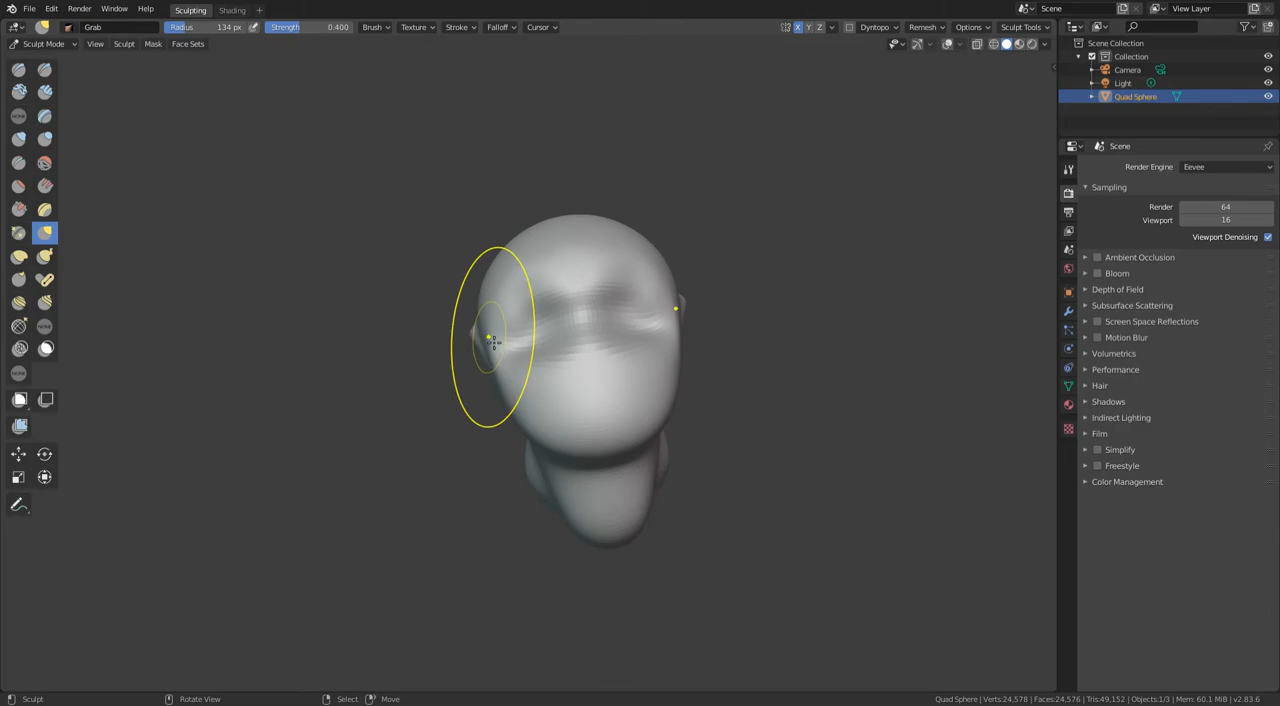 File Edit Render Window Help Sculpting Shading + Scene View Layer
Grab Radius 134 px Strength 0.400 Brush Texture Stroke Falloff Cursor X Y Z Dyntopo Remesh Options Sculpt Tools
Sculpt Mode View Sculpt Mask Face Sets
Scene Collection
Collection
Camera
Light
Quad Sphere
NONE
NONE
NONE
Scene
Render Engine Eevee
Sampling
Render 64
Viewport 16
Viewport Denoising
Ambient Occlusion
Bloom
Depth of Field
Subsurface Scattering
Screen Space Reflections
Motion Blur
Volumetrics
Performance
Hair
Shadows
Indirect Lighting
Film
Simplify
Freestyle
Color Management
Sculpt Rotate View Select Move Quad Sphere | Verts:24,578 | Faces:24,576 | Tris:49,152 | Objects:1/3 | Mem: 60.1 MiB | v2.83.6